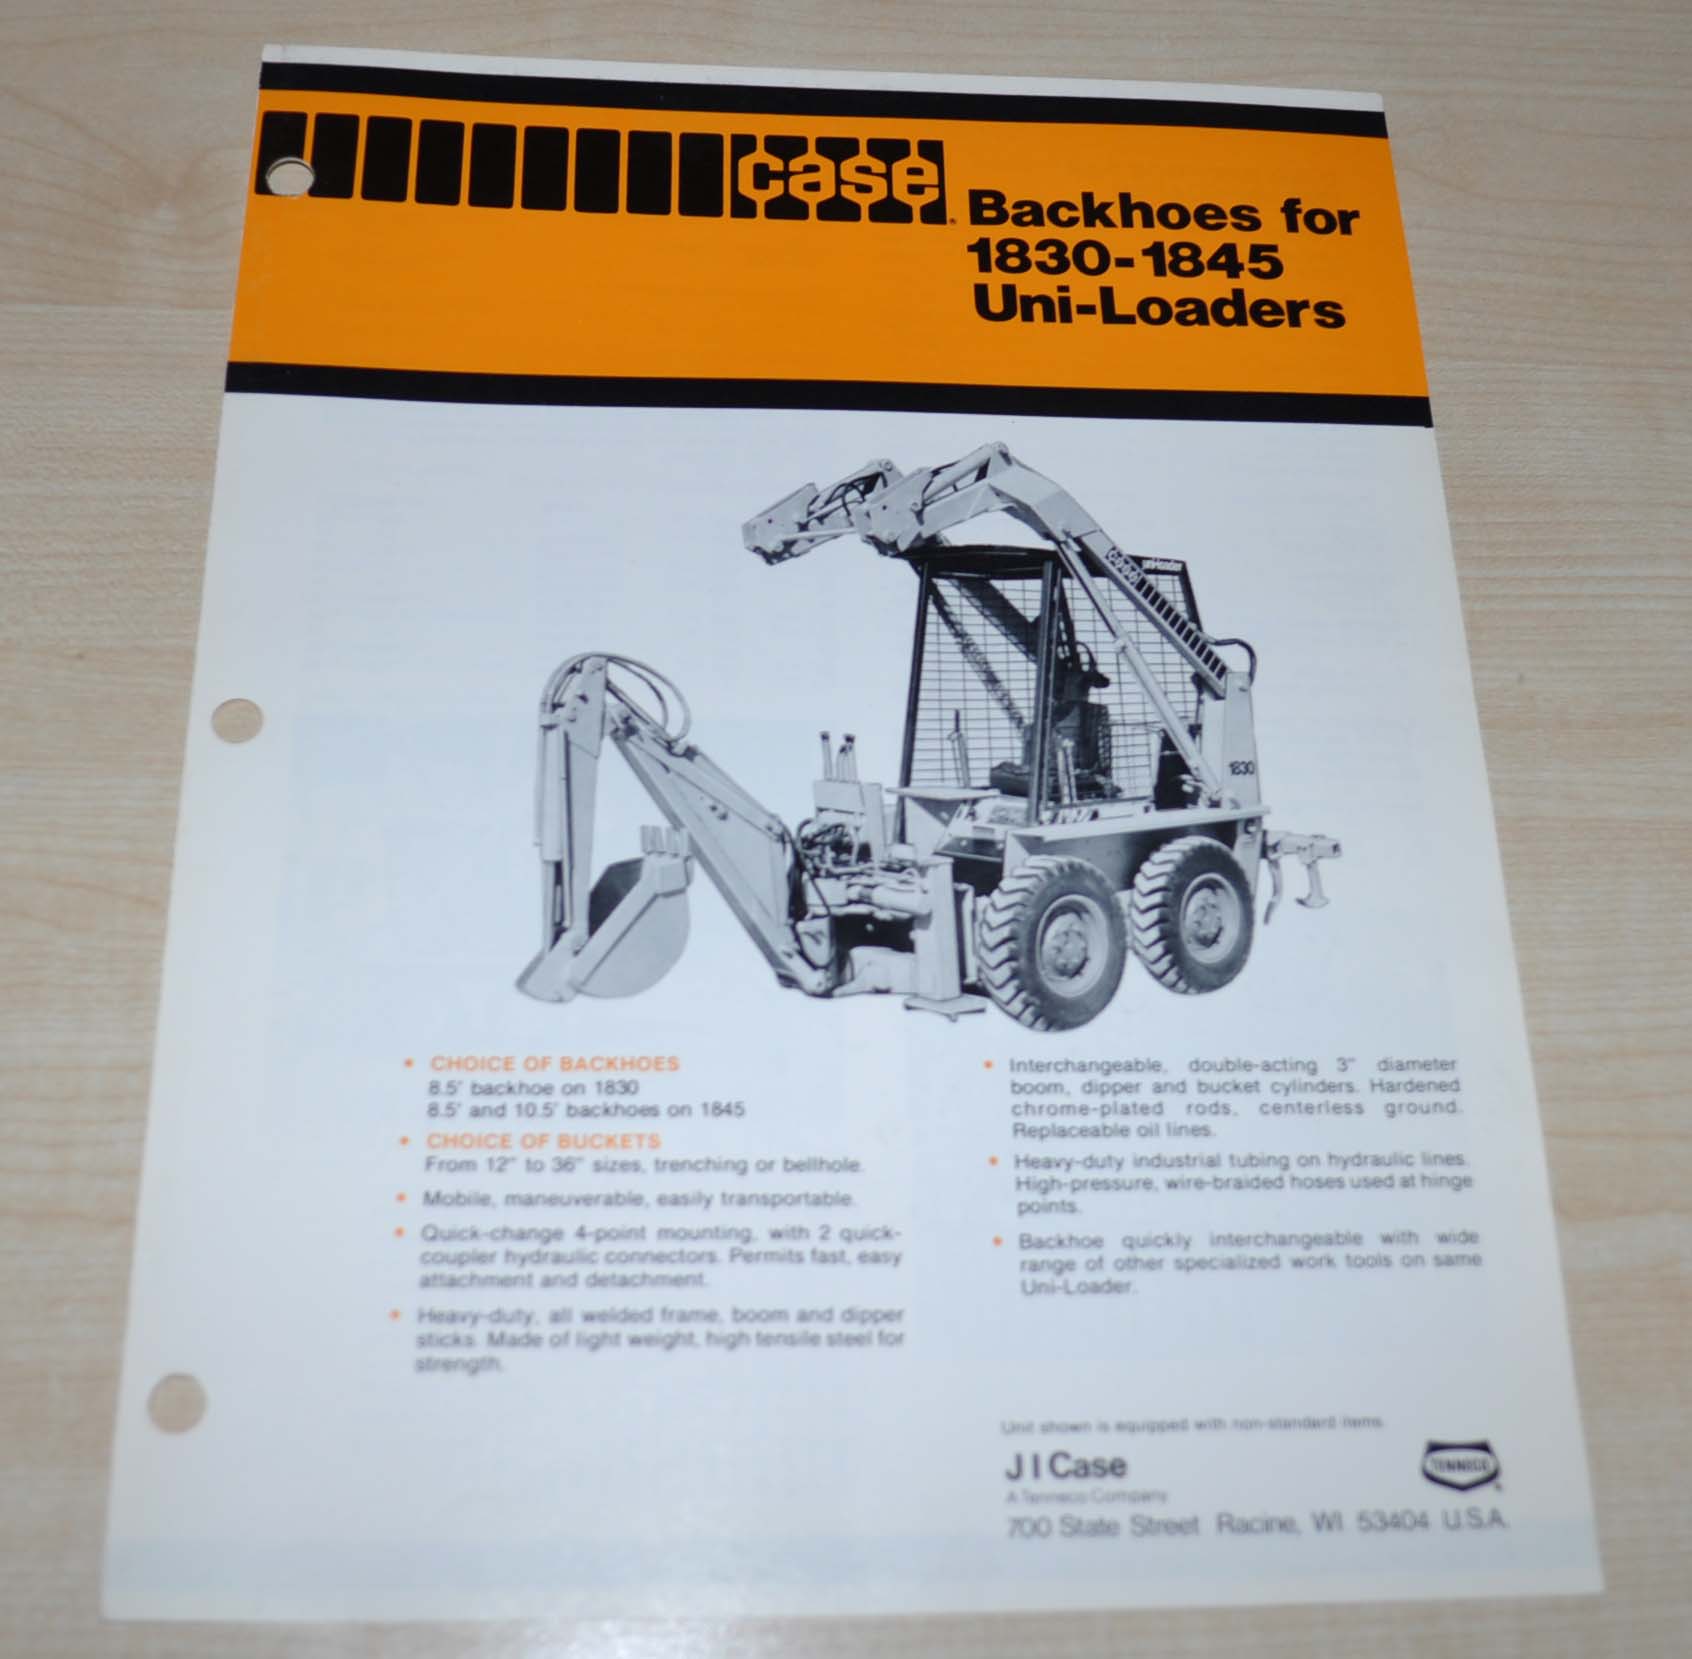 case
Backhoes for
1830-1845
Uni-Loaders
case
uni-loader
1830
• CHOICE OF BACKHOES
8.5' backhoe on 1830
8.5' and 10.5' backhoes on 1845
• CHOICE OF BUCKETS
From 12" to 36" sizes, trenching or bellhole.
• Mobile, maneuverable, easily transportable.
• Quick-change 4-point mounting, with 2 quick-
coupler hydraulic connectors. Permits fast, easy
attachment and detachment.
• Heavy-duty, all welded frame, boom and dipper
sticks. Made of light weight, high tensile steel for
strength.
• Interchangeable, double-acting 3" diameter
boom, dipper and bucket cylinders. Hardened
chrome-plated rods, centerless ground.
Replaceable oil lines.
• Heavy-duty industrial tubing on hydraulic lines.
High-pressure, wire-braided hoses used at hinge
points.
• Backhoe quickly interchangeable with wide
range of other specialized work tools on same
Uni-Loader.
Unit shown is equipped with non-standard items.
J I Case
A Tenneco Company
700 State Street Racine, WI 53404 U.S.A.
TENNECO